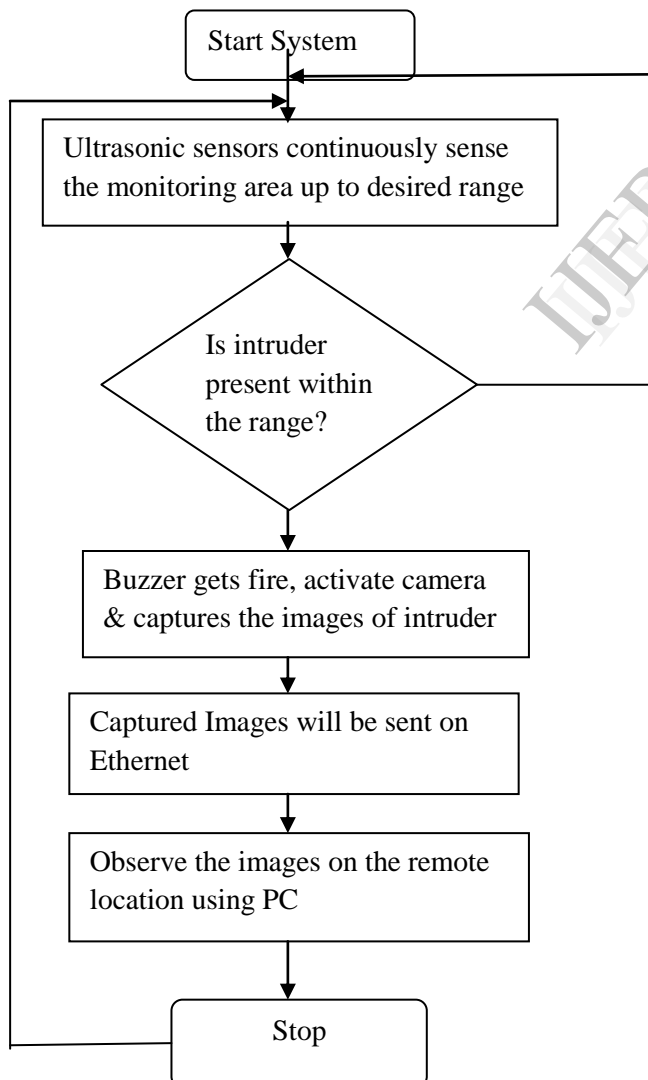 Start System
Ultrasonic sensors continuously sense
the monitoring area up to desired range
Is intruder
present within
the range?
Buzzer gets fire, activate camera
& captures the images of intruder
Captured Images will be sent on
Ethernet
Observe the images on the remote
location using PC
Stop